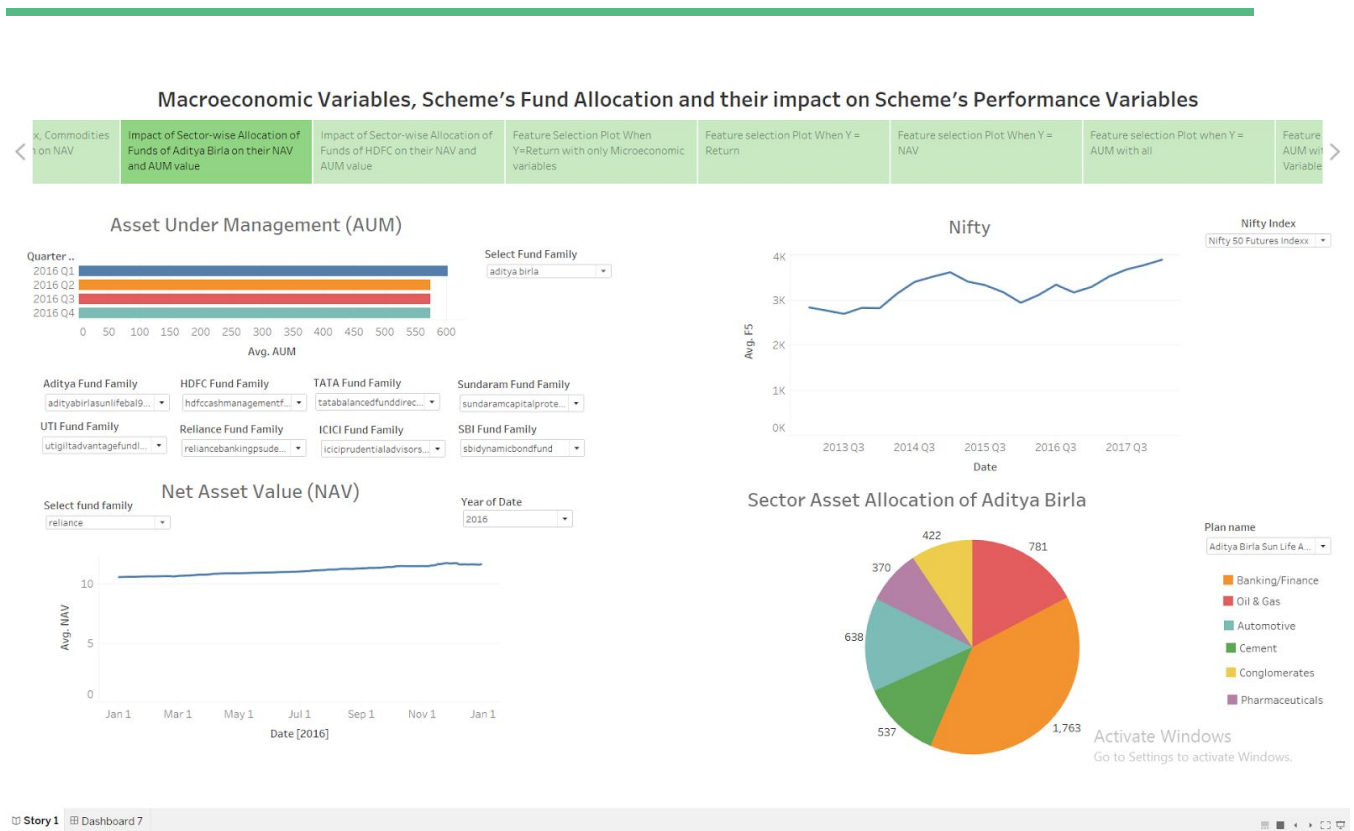 Macroeconomic Variables, Scheme's Fund Allocation and their impact on Scheme's Performance Variables
x, Commodities
on NAV
Impact of Sector-wise Allocation of
Funds of Aditya Birla on their NAV
and AUM value
Impact of Sector-wise Allocation of
Funds of HDFC on their NAV and
AUM value
Feature Selection Plot When
Y=Return with only Microeconomic
variables
Feature selection Plot When Y =
Return
Feature selection Plot When Y =
NAV
Feature selection Plot when Y =
AUM with all
Feature
AUM wit
Variable
Asset Under Management (AUM)
Quarter ..
2016 Q1
2016 Q2
2016 Q3
2016 Q4
0 50 100 150 200 250 300 350 400 450 500 550 600
Avg. AUM
Select Fund Family
aditya birla
Aditya Fund Family
adityabirlasunlifebal9...
HDFC Fund Family
hdfccashmanagementf...
TATA Fund Family
tatabalancedfunddirec...
Sundaram Fund Family
sundaramcapitalprote...
UTI Fund Family
utigiltadvantagefundl...
Reliance Fund Family
reliancebankingpsude...
ICICI Fund Family
iciciprudentialadvisors...
SBI Fund Family
sbidynamicbondfund
Net Asset Value (NAV)
Select fund family
reliance
Year of Date
2016
Avg. NAV
10
5
0
Jan 1 Mar 1 May 1 Jul 1 Sep 1 Nov 1 Jan 1
Date [2016]
Nifty
Nifty Index
Nifty 50 Futures Indexx
Avg. F5
4K
3K
2K
1K
0K
2013 Q3 2014 Q3 2015 Q3 2016 Q3 2017 Q3
Date
Sector Asset Allocation of Aditya Birla
422
781
370
638
537
1,763
Plan name
Aditya Birla Sun Life A...
Banking/Finance
Oil & Gas
Automotive
Cement
Conglomerates
Pharmaceuticals
Activate Windows
Go to Settings to activate Windows.
Story 1
Dashboard 7